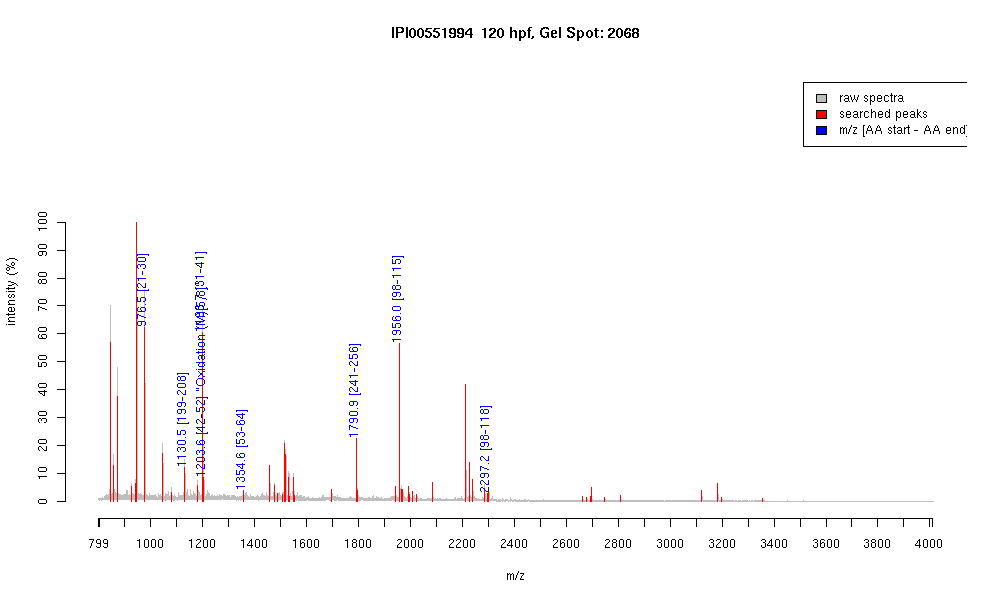 IPI00551994  120 hpf, Gel Spot: 2068
raw spectra
searched peaks
m/z [AA start - AA end]
intensity (%)
100
90
80
70
60
50
40
30
20
10
0
976.5 [21-30]
1130.5 [199-208]
[31-41]
1203.6 [42-52] "Oxidation (M)
1354.6 [53-64]
1790.9 [241-256]
1956.0 [98-115]
2297.2 [98-118]
799 1000 1200 1400 1600 1800 2000 2200 2400 2600 2800 3000 3200 3400 3600 3800 4000
m/z